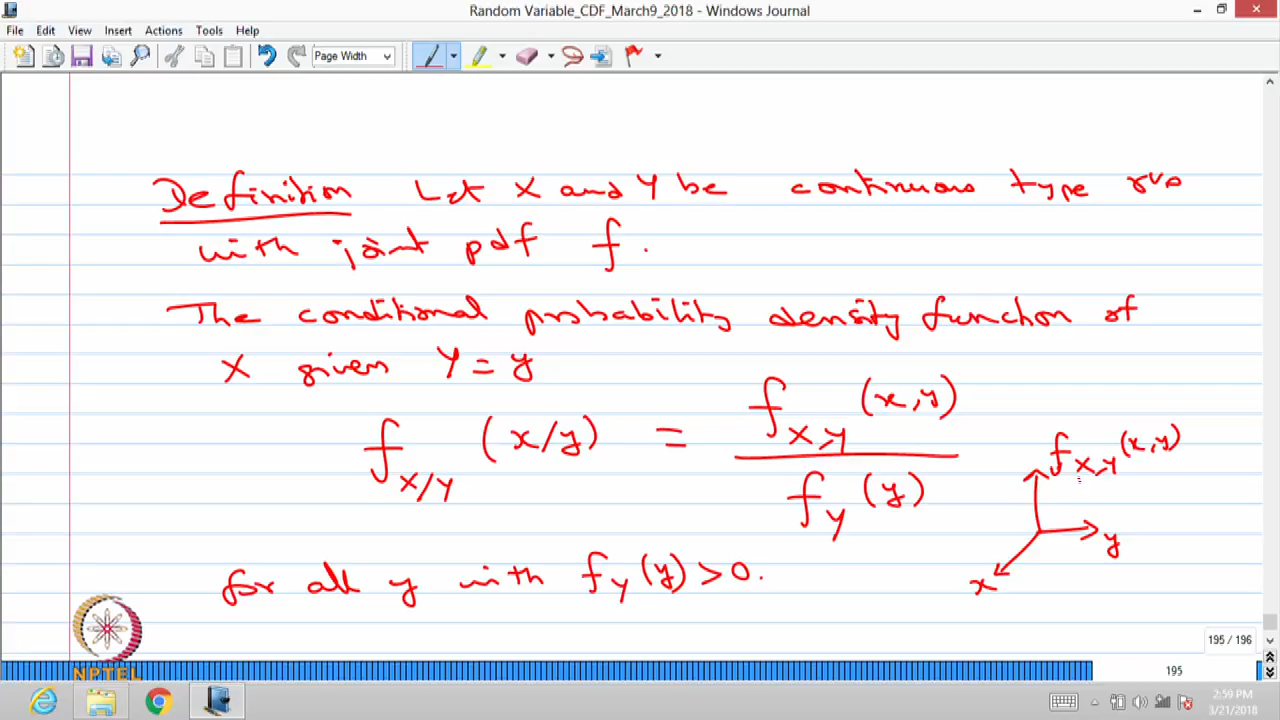 Random Variable_CDF_March9_2018 - Windows Journal
File Edit View Insert Actions Tools Help
Page Width
Definition Let X and Y be continuous type rvs
with joint pdf f.
The conditional probability density function of
X given Y = y
f_{X/Y} (x/y) = f_{X,Y} (x,y) / f_Y (y)
f_{X,Y} (x,y)
y
x
for all y with f_Y (y) > 0.
195 / 196
NPTEL
195
2:59 PM
3/21/2018